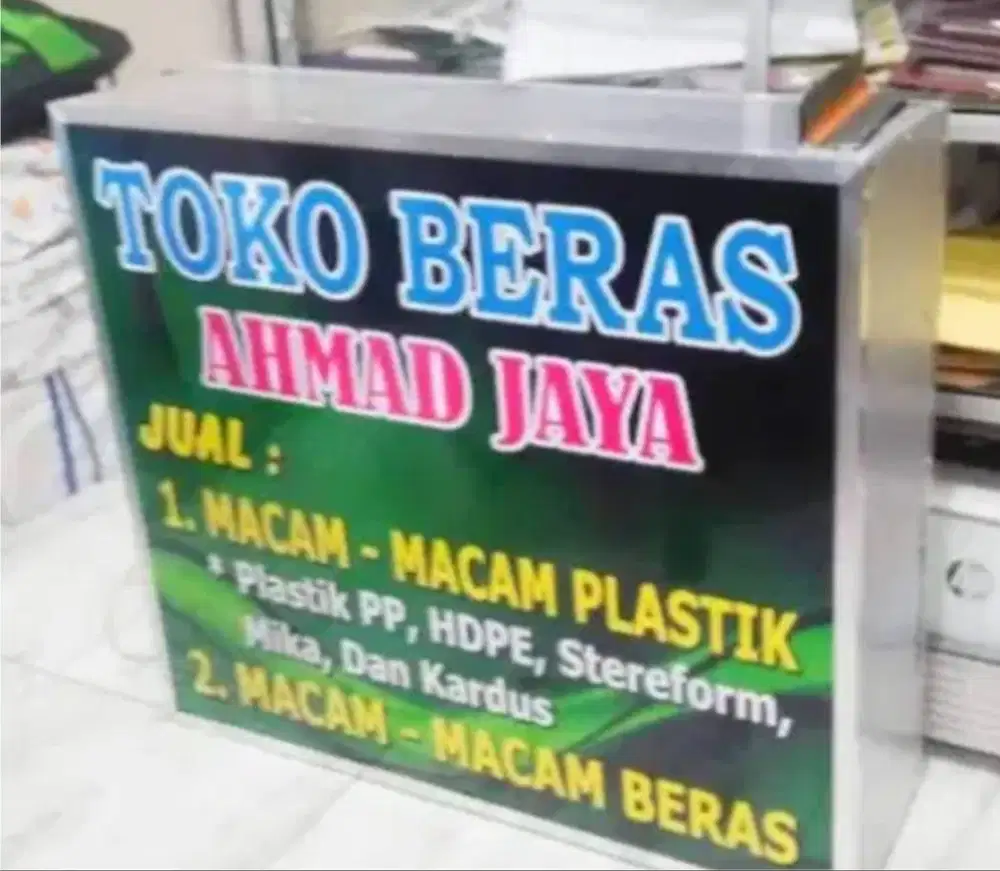 TOKO BERAS
AHMAD JAYA
JUAL :
1. MACAM - MACAM PLASTIK
* Plastik PP, HDPE, Stereform,
Mika, Dan Kardus
2. MACAM - MACAM BERAS